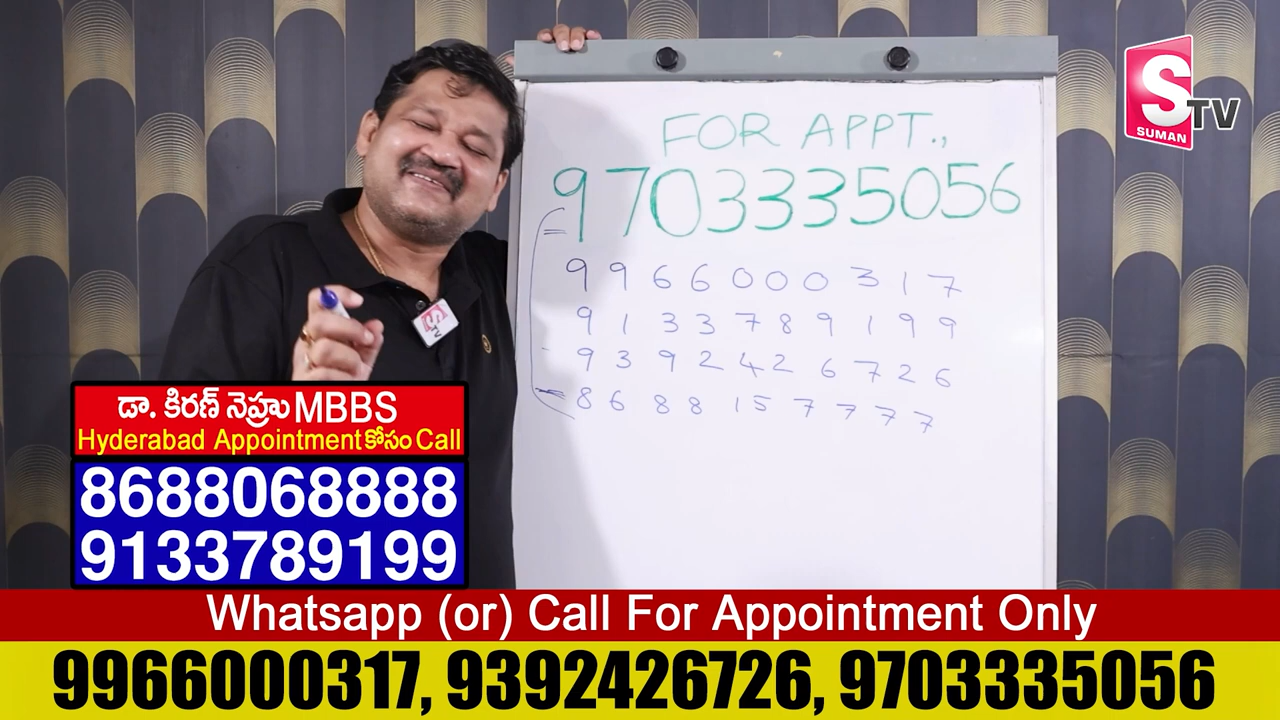 S
TV
SUMAN
FOR APPT.,
9703335056
9966000317
9133789199
9392426726
8688157777
డా. కిరణ్ నెహ్రు MBBS
Hyderabad Appointment కోసం Call
8688068888
9133789199
Whatsapp (or) Call For Appointment Only
9966000317, 9392426726, 9703335056